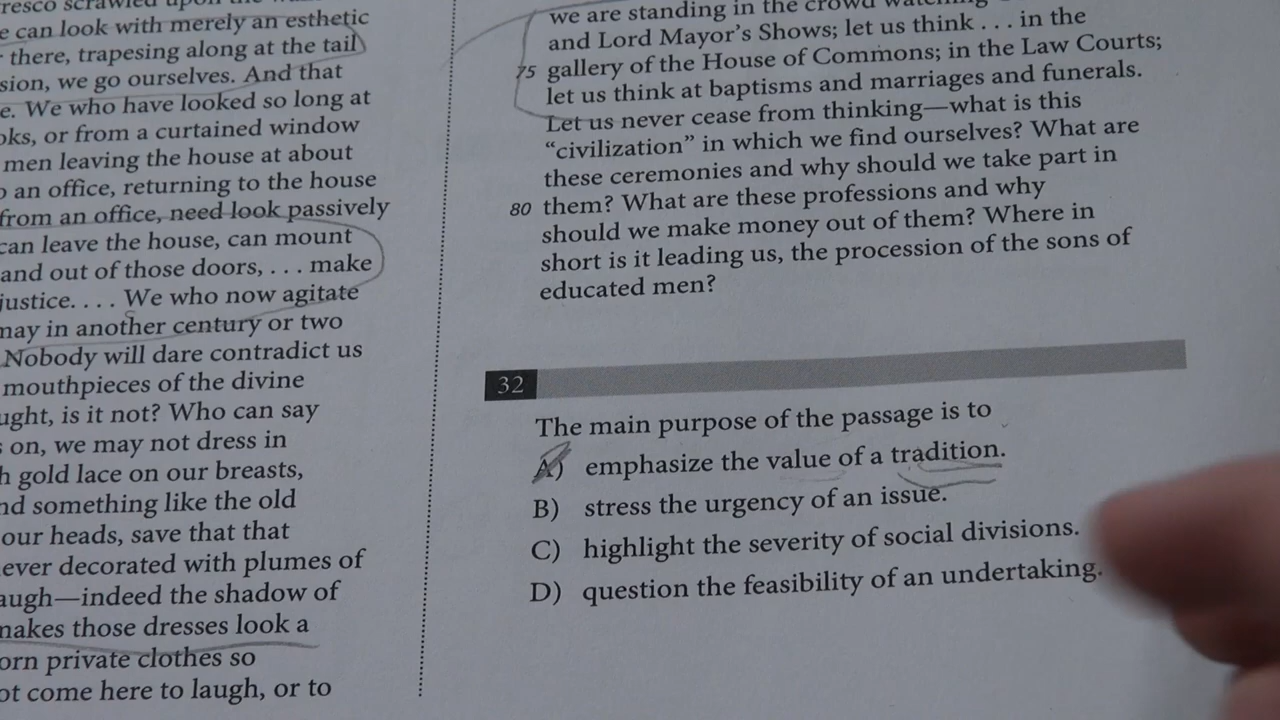 e can look with merely an esthetic
there, trapesing along at the tail
sion, we go ourselves. And that
e. We who have looked so long at
oks, or from a curtained window
men leaving the house at about
o an office, returning to the house
from an office, need look passively
can leave the house, can mount
and out of those doors, . . . make
justice. . . . We who now agitate
may in another century or two
Nobody will dare contradict us
mouthpieces of the divine
ught, is it not? Who can say
s on, we may not dress in
h gold lace on our breasts,
nd something like the old
our heads, save that that
ever decorated with plumes of
augh—indeed the shadow of
makes those dresses look a
orn private clothes so
ot come here to laugh, or to
we are standing in the crowd
and Lord Mayor's Shows; let us think . . . in the
75 gallery of the House of Commons; in the Law Courts;
let us think at baptisms and marriages and funerals.
Let us never cease from thinking—what is this
“civilization” in which we find ourselves? What are
these ceremonies and why should we take part in
80 them? What are these professions and why
should we make money out of them? Where in
short is it leading us, the procession of the sons of
educated men?
32
The main purpose of the passage is to
A) emphasize the value of a tradition.
B) stress the urgency of an issue.
C) highlight the severity of social divisions.
D) question the feasibility of an undertaking.